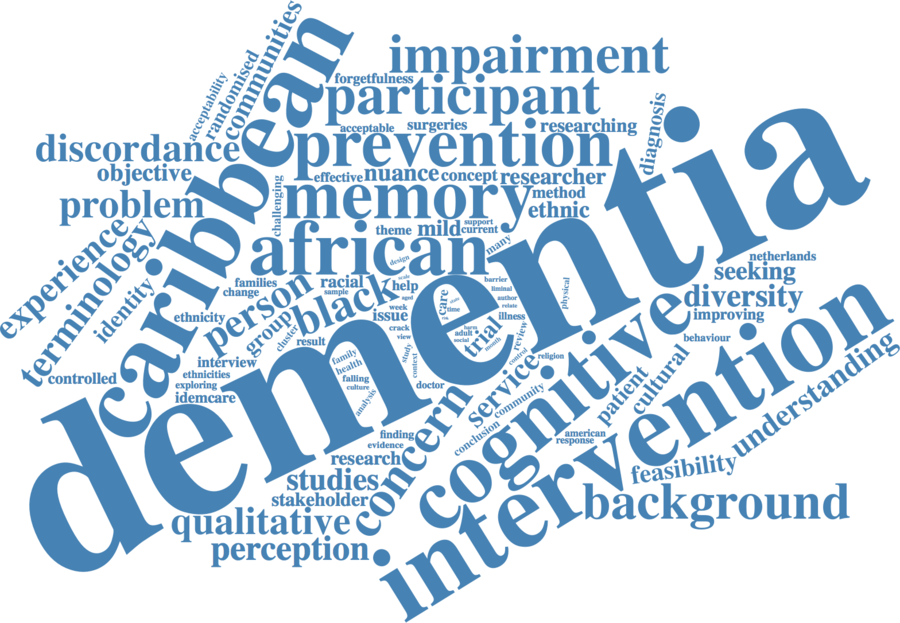 impairment
forgetfulness
participant
communities
randomised
acceptability
caribbean
acceptable
surgeries
researching
diagnosis
discordance
prevention
objective
effective
nuance
concept
researcher
problem
memory
method
ethnic
challenging
theme
mild
support
current
many
african
experience
terminology
identity
design
dementia
netherlands
seeking
families
change
racial
sample
black
scale
help
aged
barrier
liminal
author
relate
physical
diversity
improving
person
ethnicity
group
cluster
result
week
issue
crack
view
care
time
trial
illness
review
harm
adult
social
month
control
behaviour
interview
ethnicities
exploring
idemcare
controlled
family
health
falling
culture
analysis
study
context
doctor
religion
cognitive
service
community
conclusion
patient
cultural
intervention
understanding
concern
finding
evidence
research
studies
stakeholder
american
response
feasibility
background
qualitative
perception